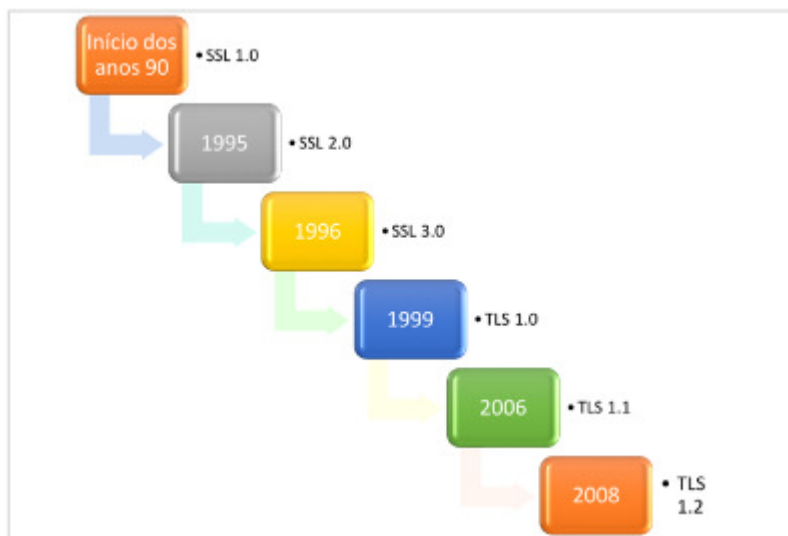 Início dos
anos 90
• SSL 1.0
1995
• SSL 2.0
1996
• SSL 3.0
1999
• TLS 1.0
2006
• TLS 1.1
2008
• TLS
1.2